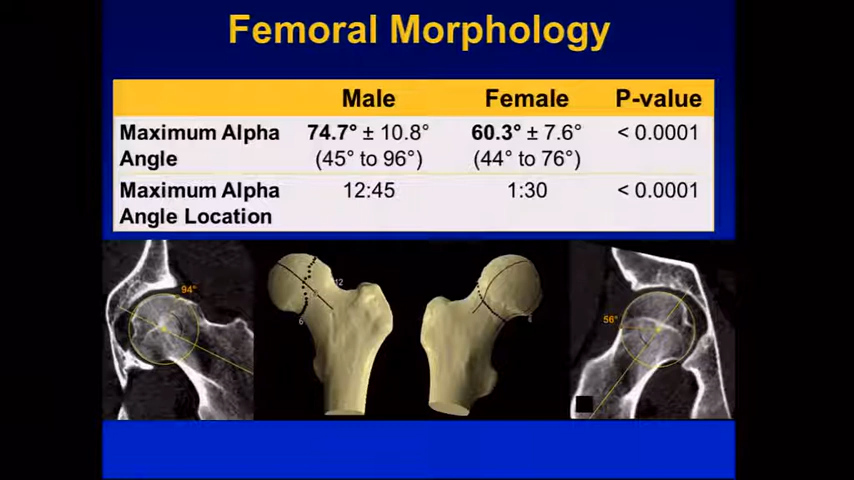 Femoral Morphology
Male Female P-value
Maximum Alpha 74.7° ± 10.8° 60.3° ± 7.6° < 0.0001
Angle (45° to 96°) (44° to 76°)
Maximum Alpha 12:45 1:30 < 0.0001
Angle Location
94°
12
6
56°